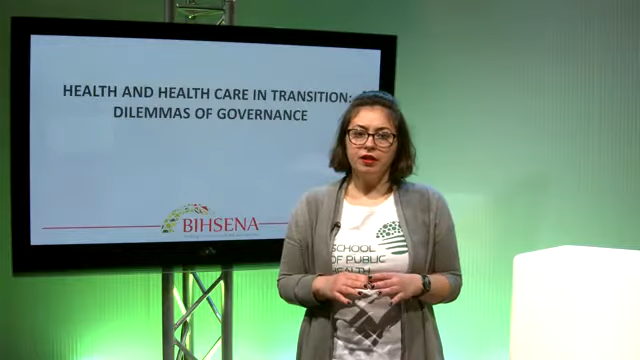 HEALTH AND HEALTH CARE IN TRANSITION:
DILEMMAS OF GOVERNANCE
BIHSENA
SCHOOL
OF PUBLIC
HEALTH